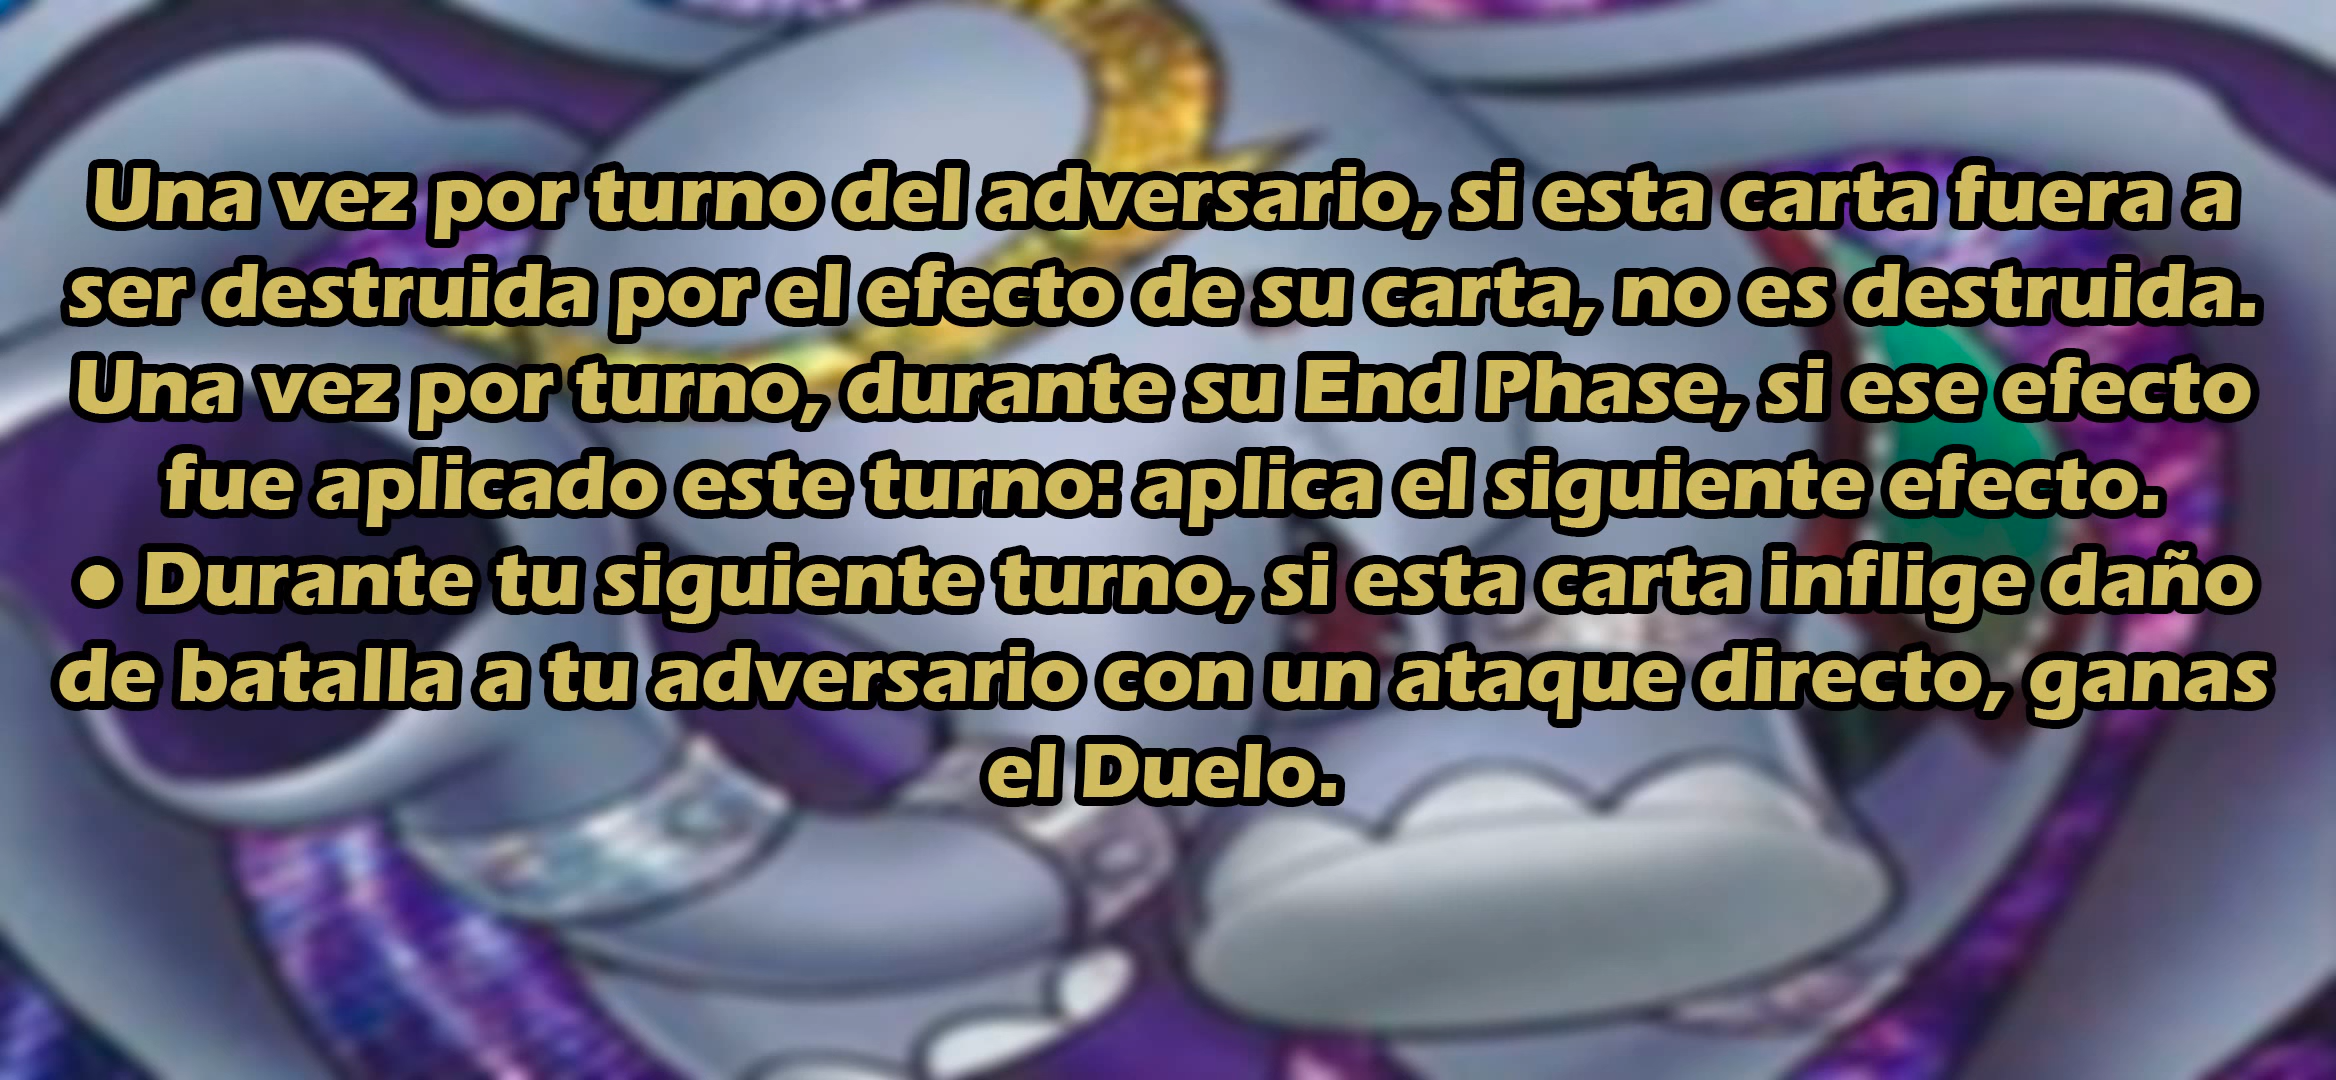 Una vez por turno del adversario, si esta carta fuera a
ser destruida por el efecto de su carta, no es destruida.
Una vez por turno, durante su End Phase, si ese efecto
fue aplicado este turno: aplica el siguiente efecto.
● Durante tu siguiente turno, si esta carta inflige daño
de batalla a tu adversario con un ataque directo, ganas
el Duelo.